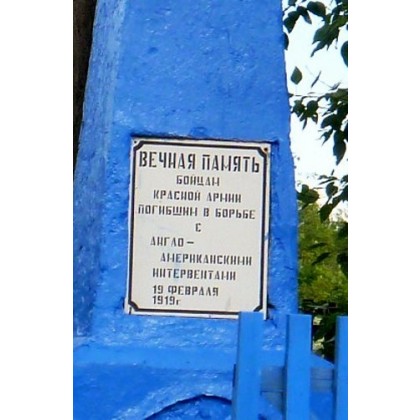 ВЕЧНАЯ ПАМЯТЬ
БОЙЦАМ
КРАСНОЙ АРМИИ
ПОГИБШИМ В БОРЬБЕ
С
АНГЛО-
АМЕРИКАНСКИМИ
ИНТЕРВЕНТАМИ
19 ФЕВРАЛЯ
1919г